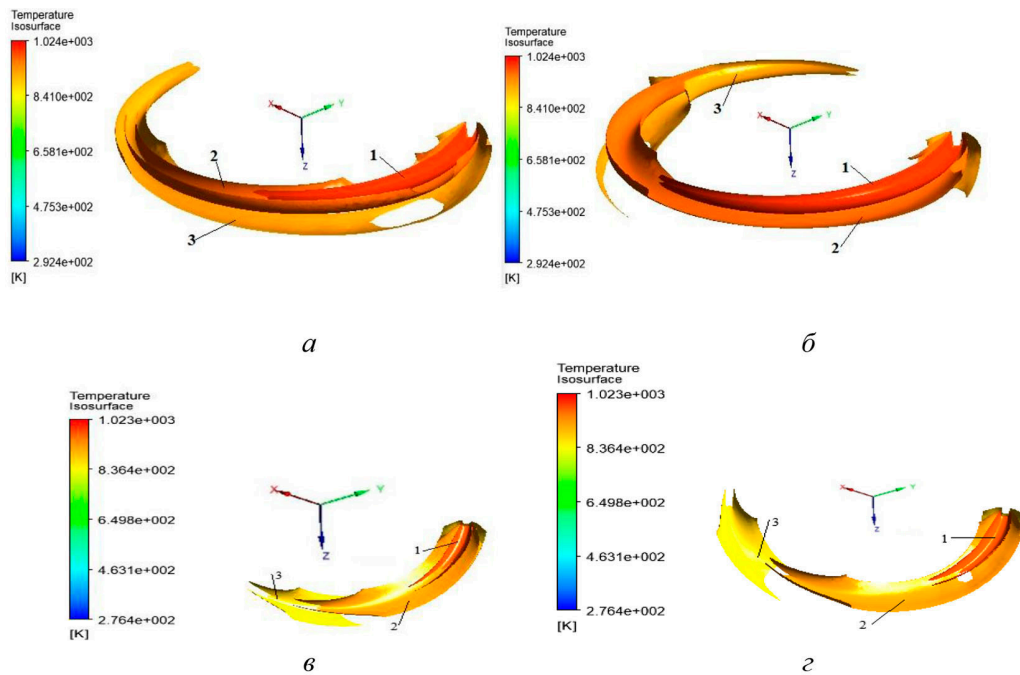 Temperature
Isosurface
1.024e+003
8.410e+002
6.581e+002
4.753e+002
2.924e+002
[K]
X
Y
Z
1
2
3
а
Temperature
Isosurface
1.024e+003
8.410e+002
6.581e+002
4.753e+002
2.924e+002
[K]
X
Y
Z
3
1
2
б
Temperature
Isosurface
1.023e+003
8.364e+002
6.498e+002
4.631e+002
2.764e+002
[K]
X
Y
Z
1
3
2
в
Temperature
Isosurface
1.023e+003
8.364e+002
6.498e+002
4.631e+002
2.764e+002
[K]
X
Y
Z
3
1
2
г